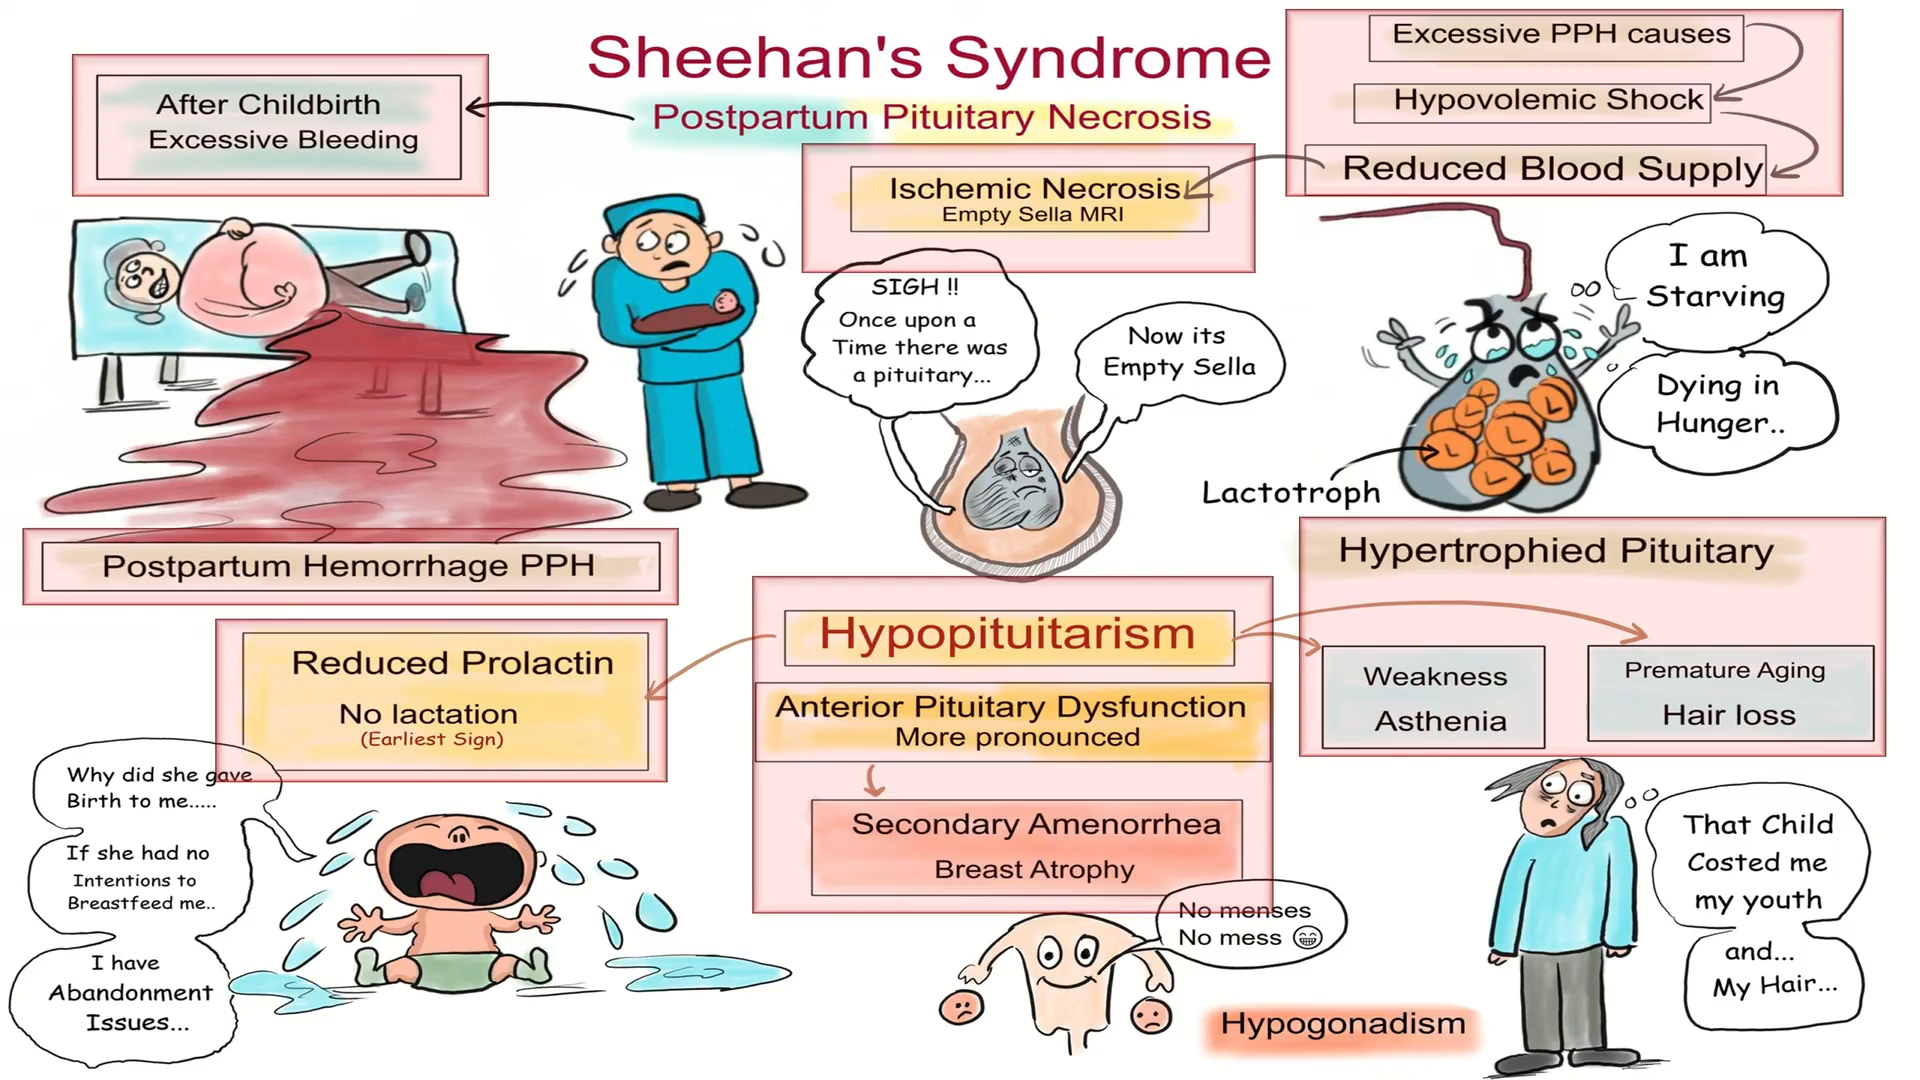 Sheehan's Syndrome
Postpartum Pituitary Necrosis
After Childbirth
Excessive Bleeding
Excessive PPH causes
Hypovolemic Shock
Reduced Blood Supply
Ischemic Necrosis
Empty Sella MRI
SIGH !!
Once upon a
Time there was
a pituitary...
Now its
Empty Sella
I am
Starving
Dying in
Hunger..
L
L
L
L
L
L
L
Lactotroph
Postpartum Hemorrhage PPH
Hypertrophied Pituitary
Hypopituitarism
Weakness
Asthenia
Premature Aging
Hair loss
Reduced Prolactin
No lactation
(Earliest Sign)
Anterior Pituitary Dysfunction
More pronounced
Secondary Amenorrhea
Breast Atrophy
Why did she gave
Birth to me.....
If she had no
Intentions to
Breastfeed me..
I have
Abandonment
Issues...
No menses
No mess 😁
Hypogonadism
That Child
Costed me
my youth
and...
My Hair...